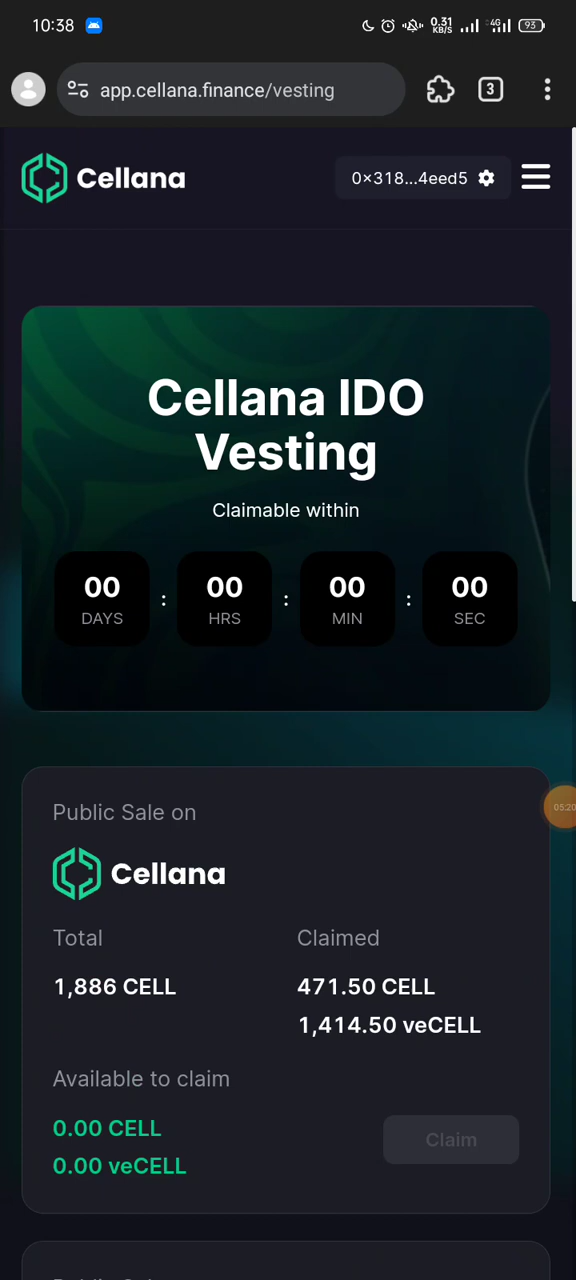 10:38
0.31
KB/S
4G
93
app.cellana.finance/vesting
3
Cellana
0×318...4eed5
Cellana IDO
Vesting
Claimable within
00 : 00 : 00 : 00
DAYS HRS MIN SEC
Public Sale on
05:20
Cellana
Total Claimed
1,886 CELL 471.50 CELL
1,414.50 veCELL
Available to claim
0.00 CELL
Claim
0.00 veCELL